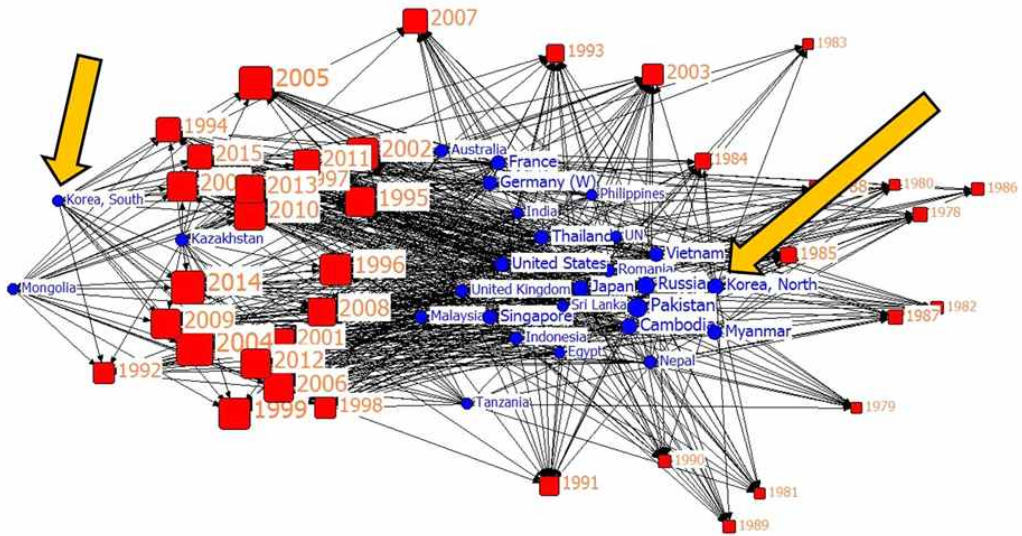 2007
1993
1983
2003
2005
1994
2015
2011
2002
Australia
France
1984
Germany (W)
2013
1995
Philippines
1980
1986
Korea, South
India
2010
1978
Thailand
UN
Kazakhstan
Vietnam
1985
1996
United States
Romania
2014
United Kingdom
Japan
Russia
Korea, North
Mongolia
2008
Sri Lanka
Pakistan
1982
2009
Malaysia
Singapore
1987
Cambodia
Myanmar
2001
Indonesia
2004
Egypt
2012
Nepal
1992
2006
1999
1998
Tanzania
1979
1990
1991
1981
1989